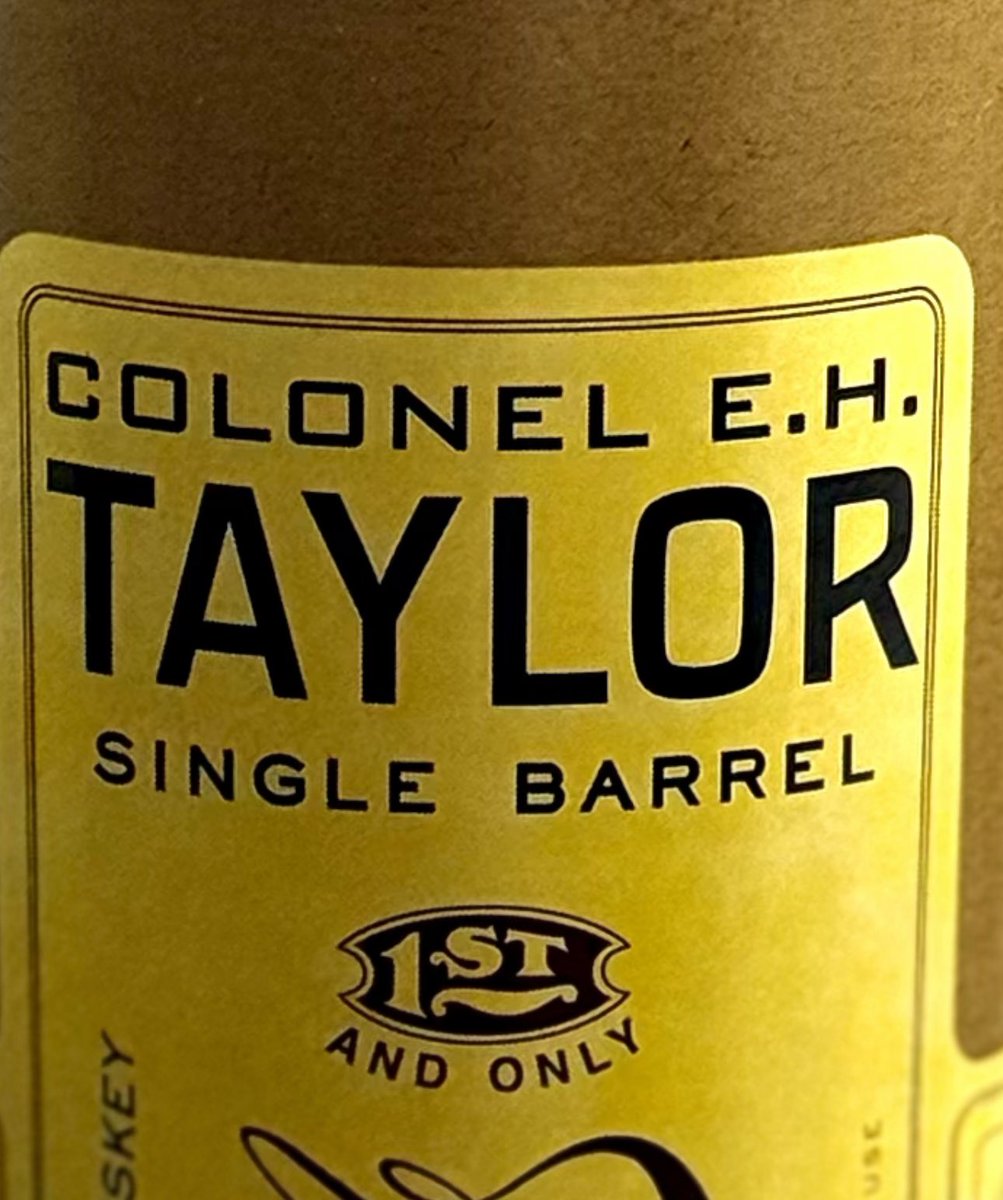 COLONEL E.H.
TAYLOR
SINGLE BARREL
1ST
AND ONLY